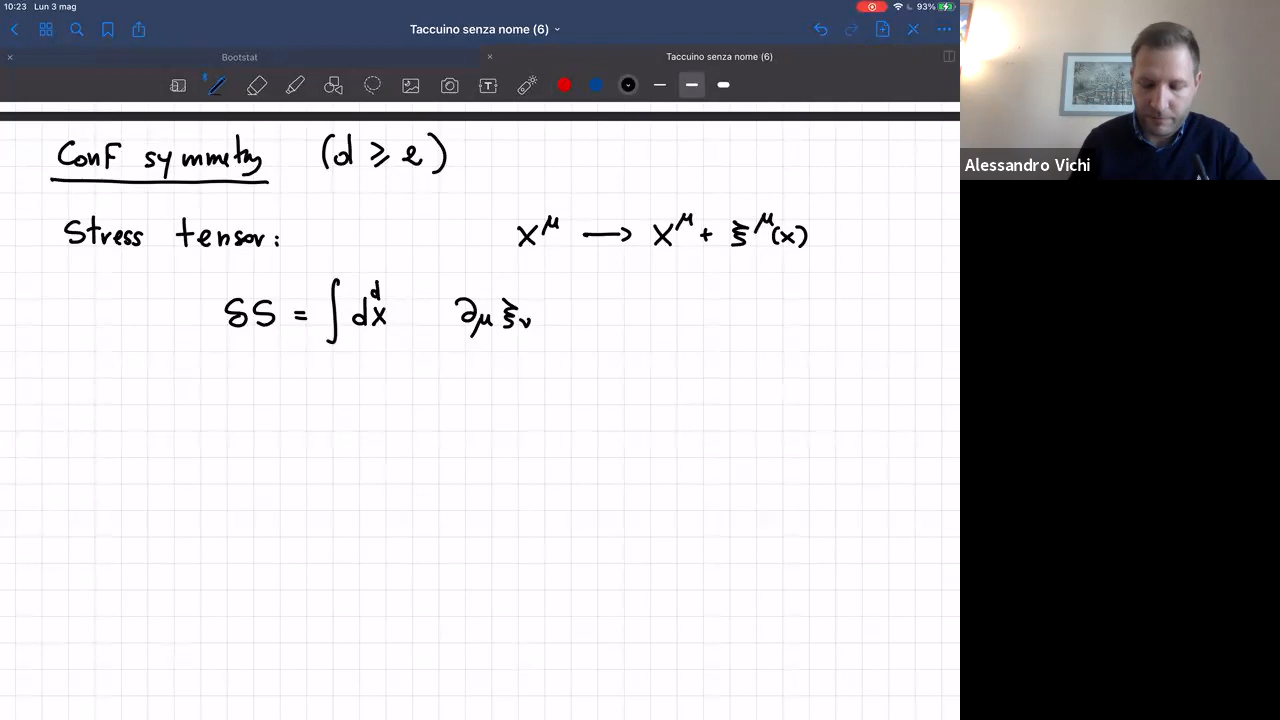 10:23 Lun 3 mag 93%
Taccuino senza nome (6)
Bootstat Taccuino senza nome (6)
Conf symmetry (d ⩾ 2)
Stress tensor: x^μ ⟶ x^μ + ξ^μ(x)
δS = ∫ d^d x ∂_μ ξ_ν
Alessandro Vichi